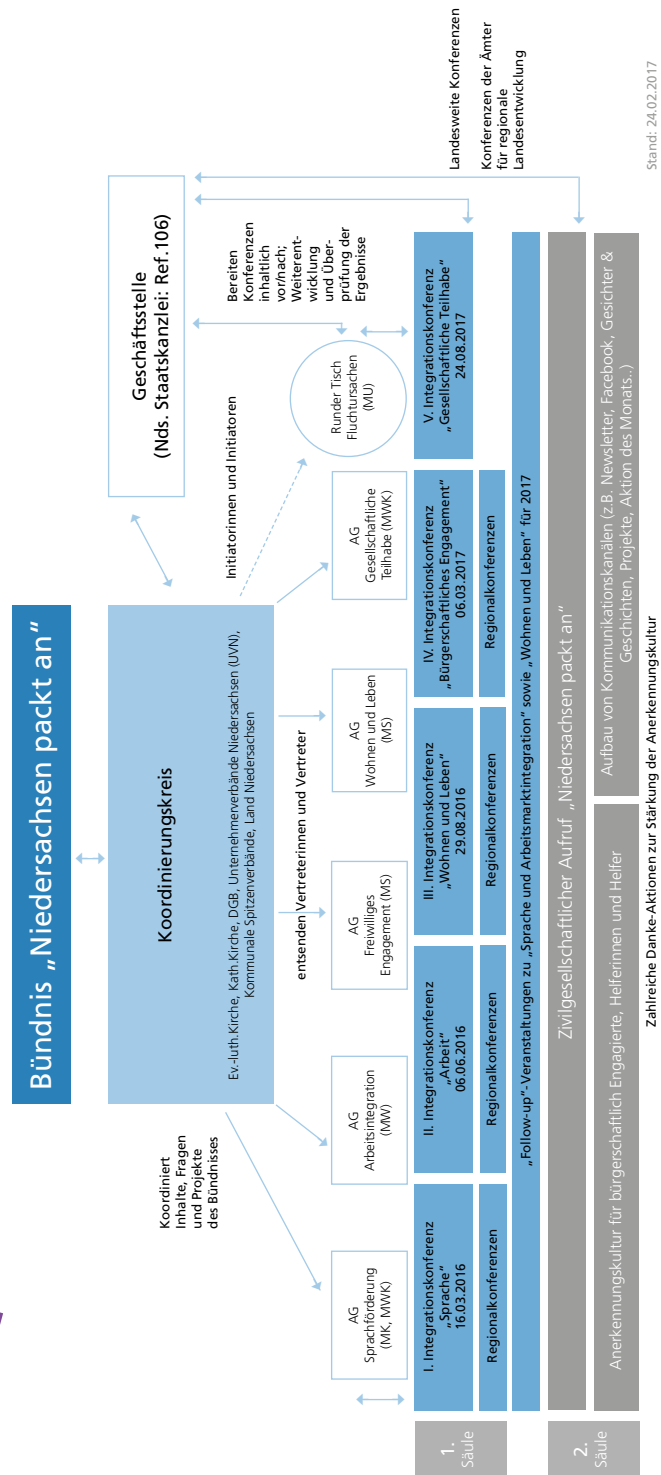 Bündnis „Niedersachsen packt an“
Koordinierungskreis
Ev.-luth.Kirche, Kath.Kirche, DGB, Unternehmerverbände Niedersachsen (UVN),
Kommunale Spitzenverbände, Land Niedersachsen
Geschäftsstelle
(Nds. Staatskanzlei: Ref.106)
Koordiniert
Inhalte, Fragen
und Projekte
des Bündnisses
entsenden Vertreterinnen und Vertreter
Initiatorinnen und Initiatoren
Bereiten
Konferenzen
inhaltlich
vor/nach;
Weiterent-
wicklung
und Über-
prüfung der
Ergebnisse
AG
Sprachförderung
(MK, MWK)
AG
Arbeitsintegration
(MW)
AG
Freiwilliges
Engagement (MS)
AG
Wohnen und Leben
(MS)
AG
Gesellschaftliche
Teilhabe (MWK)
Runder Tisch
Fluchtursachen
(MU)
1.
Säule
I. Integrationskonferenz
„Sprache“
16.03.2016
II. Integrationskonferenz
„Arbeit“
06.06.2016
III. Integrationskonferenz
„Wohnen und Leben“
29.08.2016
IV. Integrationskonferenz
„Bürgerschaftliches Engagement“
06.03.2017
V. Integrationskonferenz
„Gesellschaftliche Teilhabe“
24.08.2017
Landesweite Konferenzen
Regionalkonferenzen
Regionalkonferenzen
Regionalkonferenzen
Regionalkonferenzen
Konferenzen der Ämter
für regionale
Landesentwicklung
„Follow-up“-Veranstaltungen zu „Sprache und Arbeitsmarktintegration“ sowie „Wohnen und Leben“ für 2017
2.
Säule
Zivilgesellschaftlicher Aufruf „Niedersachsen packt an“
Anerkennungskultur für bürgerschaftlich Engagierte, Helferinnen und Helfer
Aufbau von Kommunikationskanälen (z.B. Newsletter, Facebook, Gesichter &
Geschichten, Projekte, Aktion des Monats..)
Zahlreiche Danke-Aktionen zur Stärkung der Anerkennungskultur
Stand: 24.02.2017